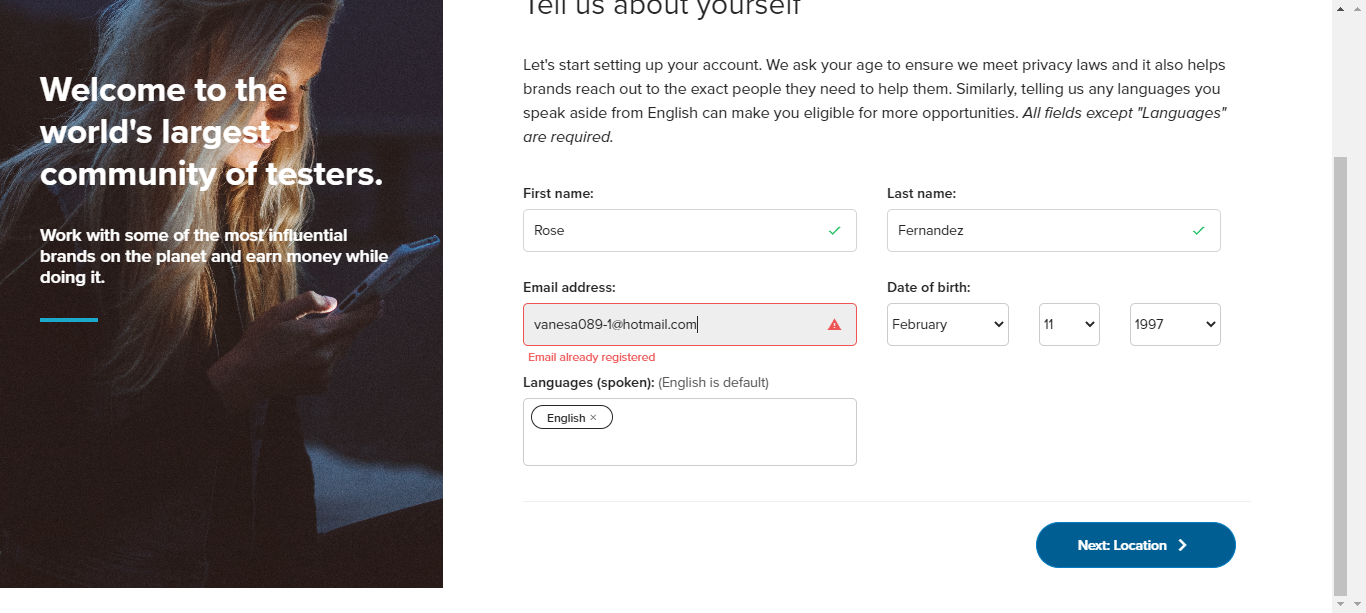 Tell us about yourself
Welcome to the
world's largest
community of testers.
Work with some of the most influential
brands on the planet and earn money while
doing it.
Let's start setting up your account. We ask your age to ensure we meet privacy laws and it also helps
brands reach out to the exact people they need to help them. Similarly, telling us any languages you
speak aside from English can make you eligible for more opportunities. All fields except "Languages"
are required.
First name:
Last name:
Rose
Fernandez
Email address:
Date of birth:
vanesa089-1@hotmail.com
February
11
1997
Email already registered
Languages (spoken): (English is default)
English ×
Next: Location